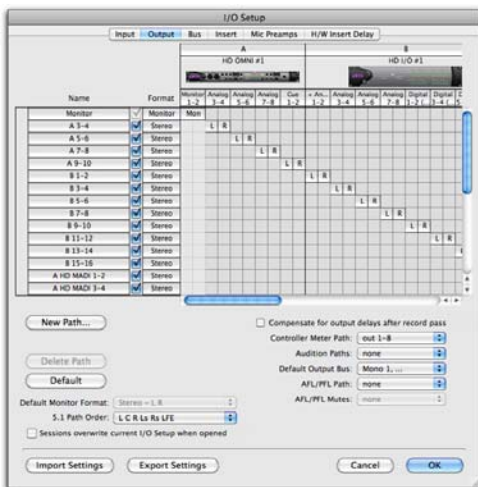 I/O Setup
Input Output Bus Insert Mic Preamps H/W Insert Delay
A B
HD OMNI #1 HD I/O #1
Name Format Monitor 1-2 Analog 3-4 Analog 5-6 Analog 7-8 Cue 1-2 + An... 1-2 Analog 3-4 Analog 5-6 Analog 7-8 Digital 1-2 (... Digital 3-4 (...
Monitor Monitor Mon
A 3-4 Stereo L R
A 5-6 Stereo L R
A 7-8 Stereo L R
A 9-10 Stereo L R
B 1-2 Stereo L R
B 3-4 Stereo L R
B 5-6 Stereo L R
B 7-8 Stereo L R
B 9-10 Stereo L R
B 11-12 Stereo L R
B 13-14 Stereo
B 15-16 Stereo
A HD MADI 1-2 Stereo
A HD MADI 3-4 Stereo
New Path...
Compensate for output delays after record pass
Controller Meter Path: out 1-8
Audition Paths: none
Delete Path
Default Output Bus: Mono 1, ...
Default
AFL/PFL Path: none
Default Monitor Format: Stereo - L R
AFL/PFL Mutes: none
5.1 Path Order: L C R Ls Rs LFE
Sessions overwrite current I/O Setup when opened
Import Settings Export Settings Cancel OK